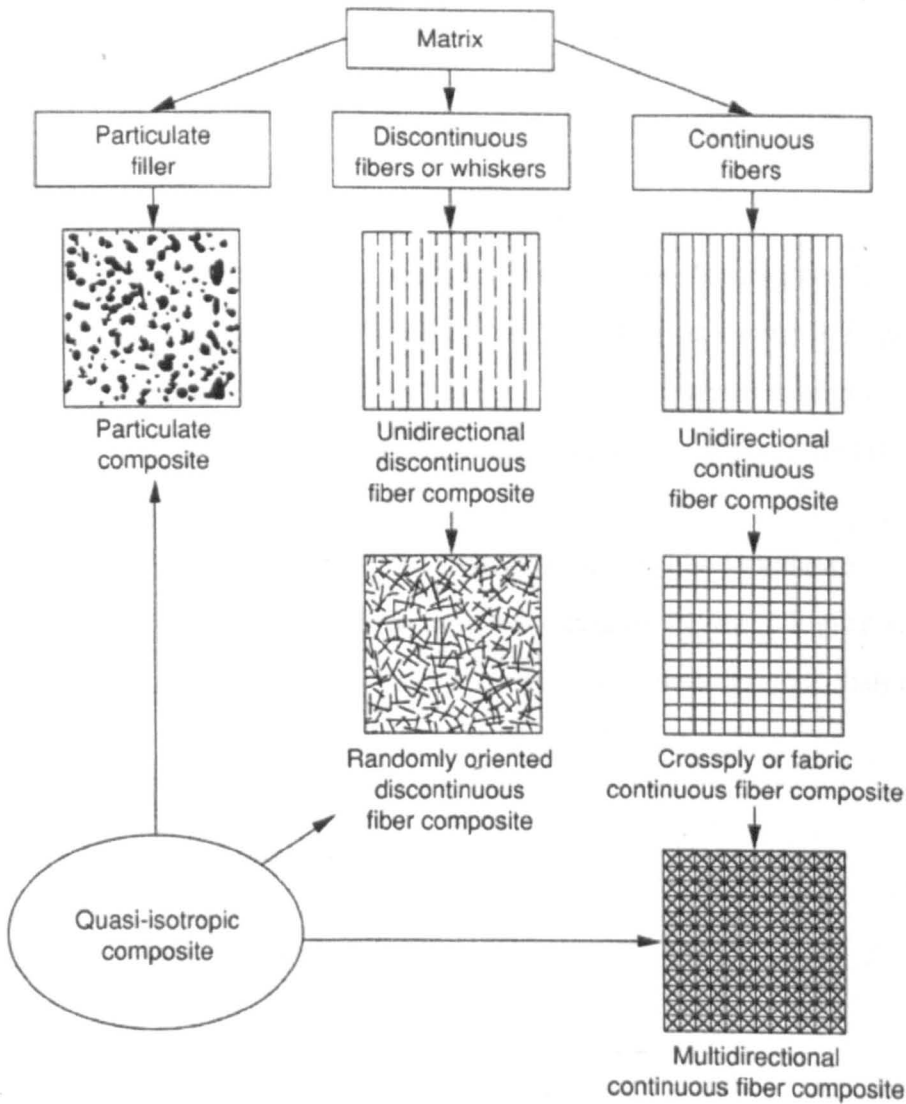 Matrix
Particulate
filler
Discontinuous
fibers or whiskers
Continuous
fibers
Particulate
composite
Unidirectional
discontinuous
fiber composite
Unidirectional
continuous
fiber composite
Randomly oriented
discontinuous
fiber composite
Crossply or fabric
continuous fiber composite
Quasi-isotropic
composite
Multidirectional
continuous fiber composite